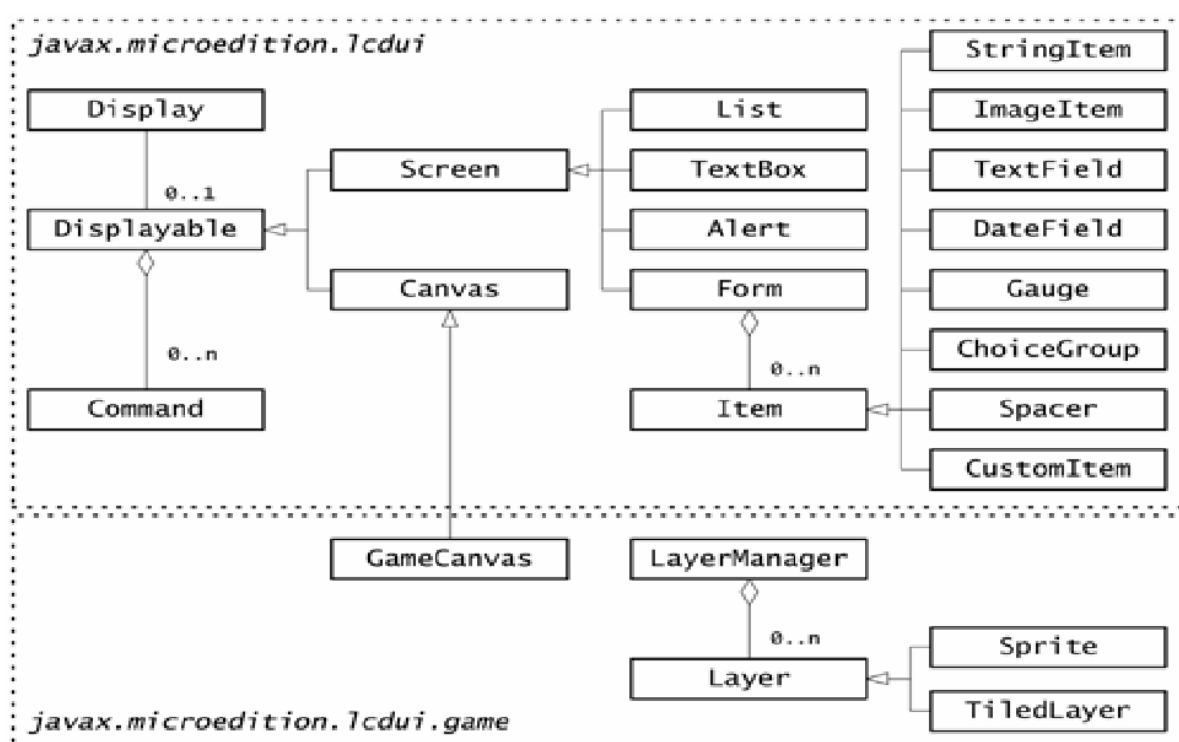 javax.microedition.lcdui
StringItem
Display
List
ImageItem
Screen
TextBox
TextField
0..1
Displayable
Alert
DateField
Canvas
Form
Gauge
0..n
ChoiceGroup
0..n
Command
Item
Spacer
CustomItem
GameCanvas
LayerManager
0..n
Sprite
Layer
TiledLayer
javax.microedition.lcdui.game